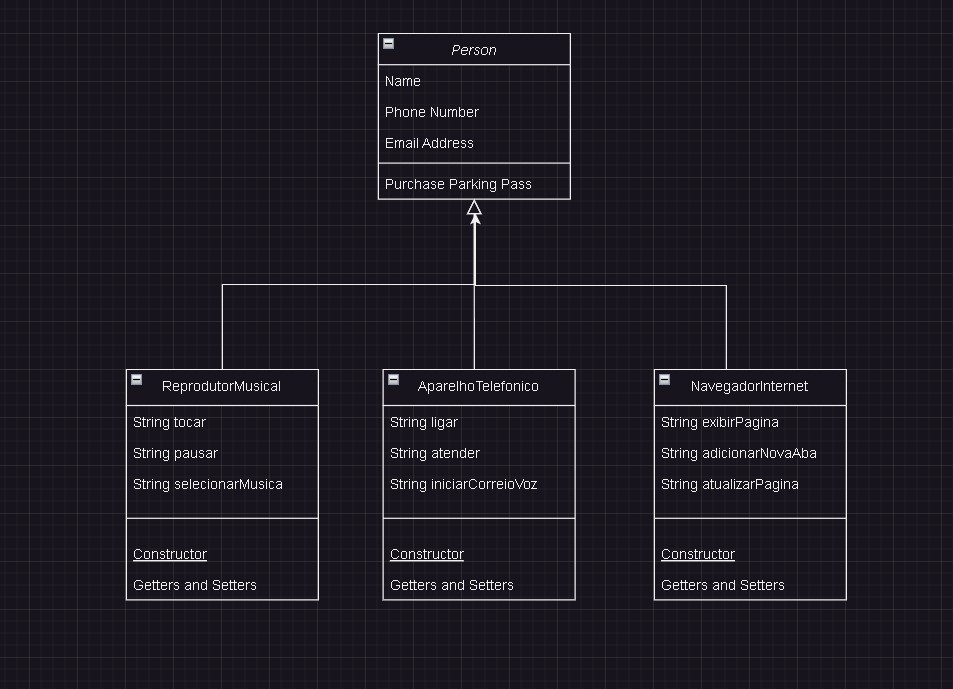 Person
Name
Phone Number
Email Address
Purchase Parking Pass
ReprodutorMusical
String tocar
String pausar
String selecionarMusica
Constructor
Getters and Setters
AparelhoTelefonico
String ligar
String atender
String iniciarCorreioVoz
Constructor
Getters and Setters
NavegadorInternet
String exibirPagina
String adicionarNovaAba
String atualizarPagina
Constructor
Getters and Setters